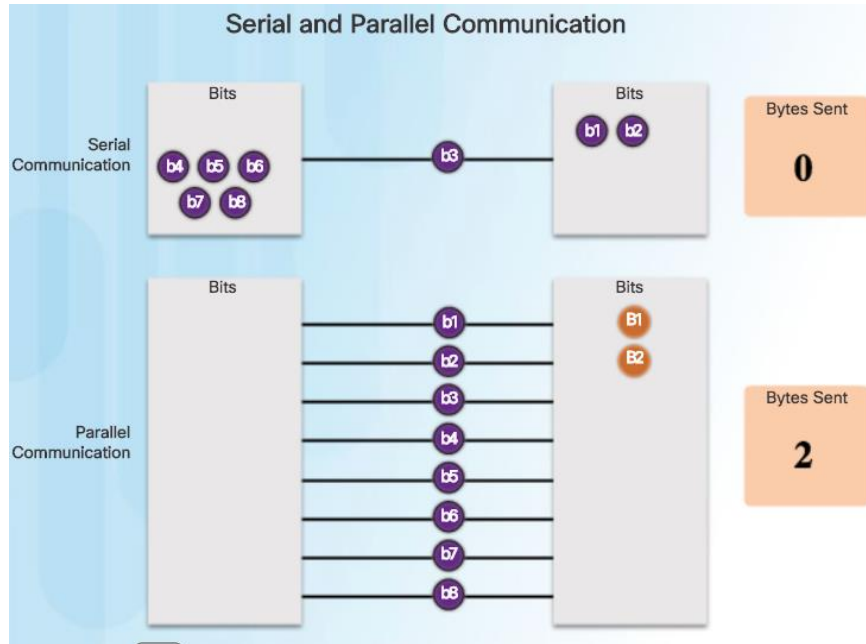 Serial and Parallel Communication
Bits
Bits
Bytes Sent
Serial
Communication
b4 b5 b6
b7 b8
b3
b1 b2
0
Bits
Bits
b1
b2
b3
b4
b5
b6
b7
b8
B1
B2
Parallel
Communication
Bytes Sent
2